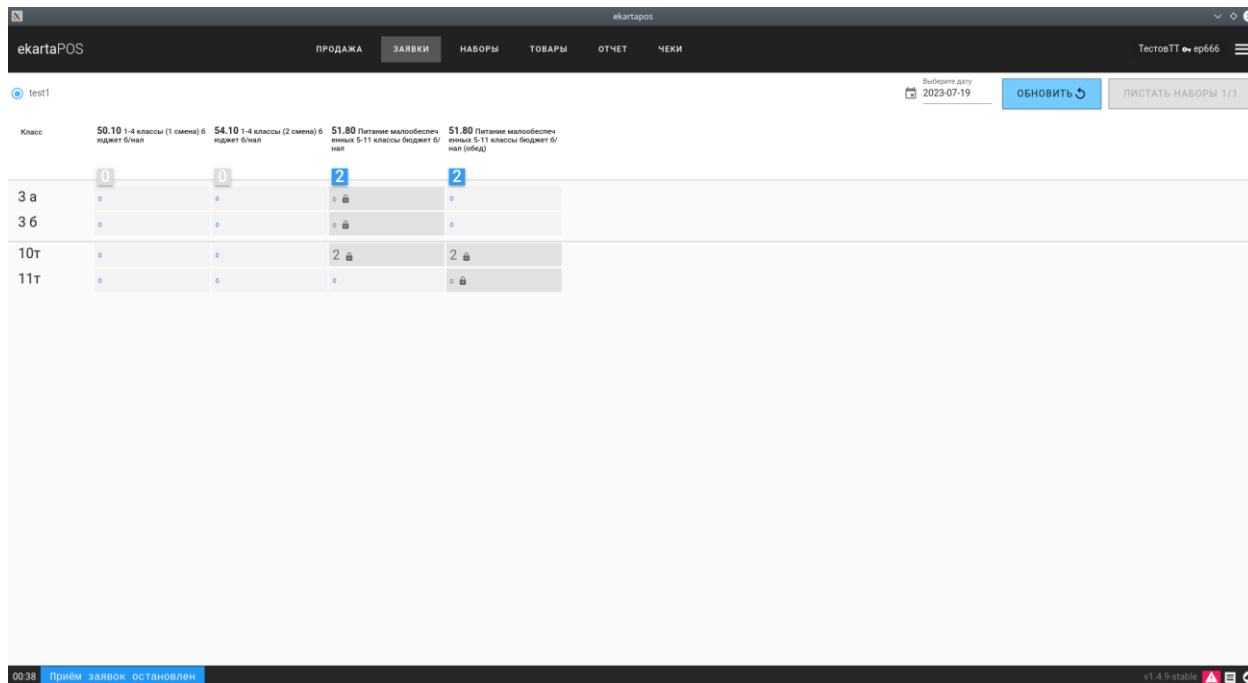 ekartapos
ekartaPOS ПРОДАЖА ЗАЯВКИ НАБОРЫ ТОВАРЫ ОТЧЕТ ЧЕКИ ТестовТТ ер666
test1
Выберите дату
2023-07-19
ОБНОВИТЬ
ЛИСТАТЬ НАБОРЫ 1/1
Класс
50.10 1-4 классы (1 смена) б
юджет б/нал
54.10 1-4 классы (2 смена) б
юджет б/нал
51.80 Питание малообеспеч
енных 5-11 классы бюджет б/
нал
51.80 Питание малообеспеч
енных 5-11 классы бюджет б/
нал (обед)
0 0 2 2
3 а 0 0 0 0
3 б 0 0 0 0
10т 0 0 2 2
11т 0 0 0 0
00:38 Приём заявок остановлен v1.4.9-stable